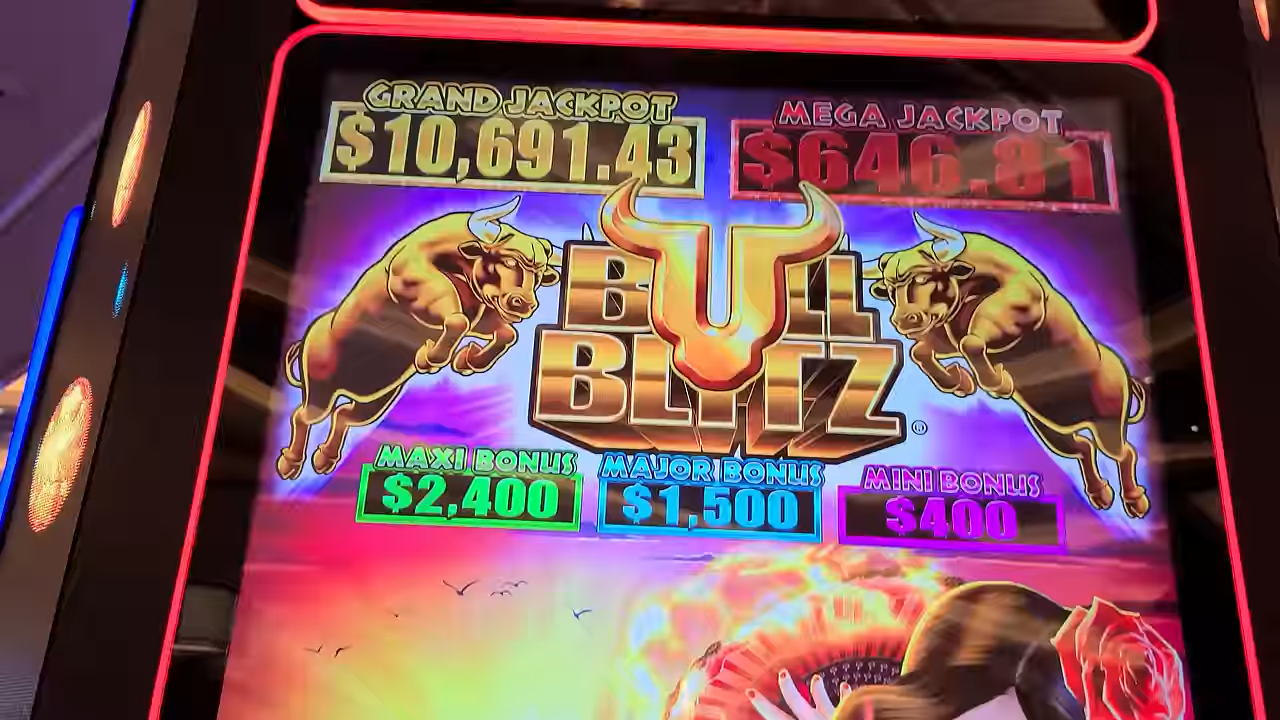 GRAND JACKPOT
$10,691.43
MEGA JACKPOT
$646.81
BULL
BLITZ
MAXI BONUS
$2,400
MAJOR BONUS
$1,500
MINI BONUS
$400